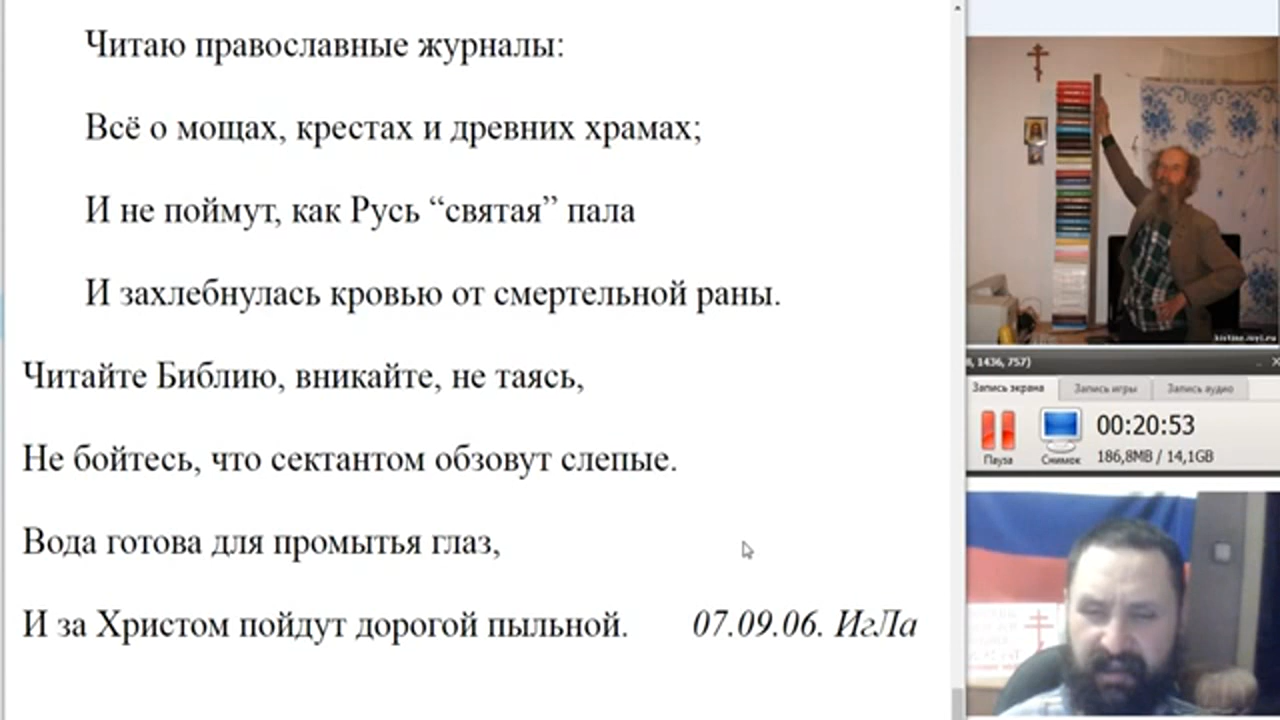 Читаю православные журналы:
Всё о мощах, крестах и древних храмах;
И не поймут, как Русь “святая” пала
И захлебнулась кровью от смертельной раны.
Читайте Библию, вникайте, не таясь,
Не бойтесь, что сектантом обзовут слепые.
Вода готова для промытья глаз,
И за Христом пойдут дорогой пыльной. 07.09.06. ИгЛа
, 1436, 757)
Запись экрана Запись игры Запись аудио
00:20:53
186,8MB / 14,1GB
Пауза Снимок